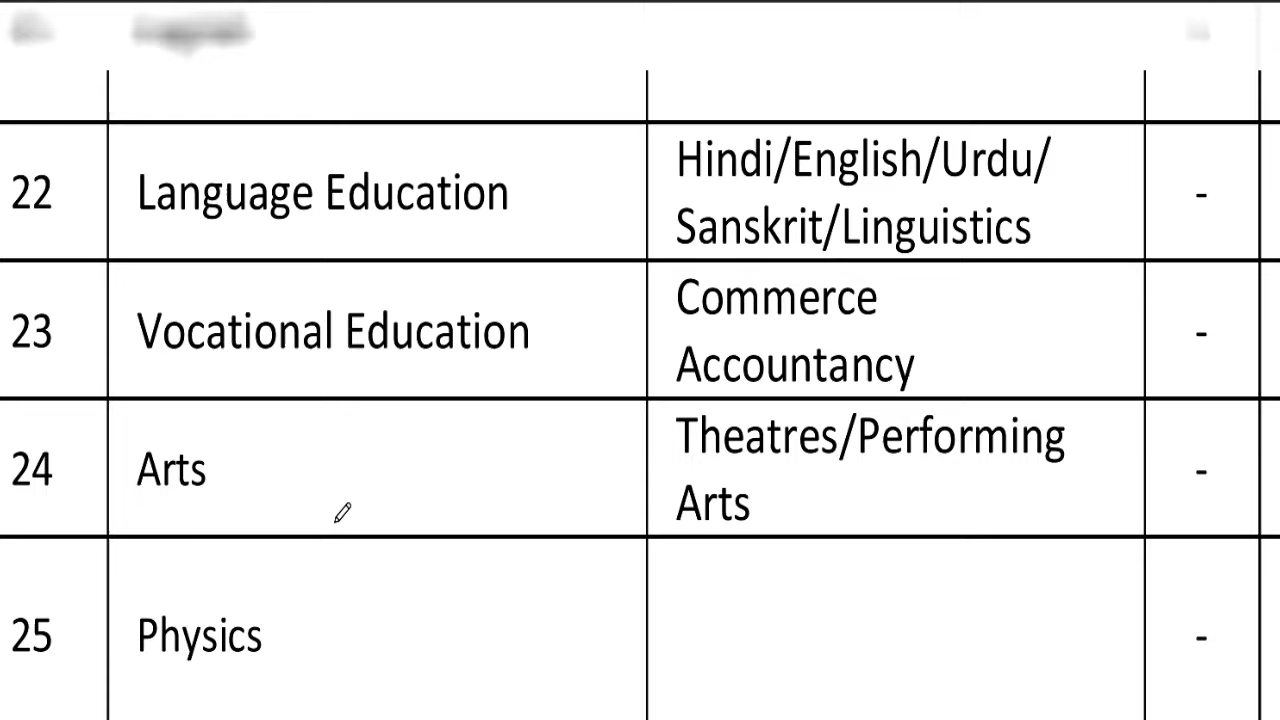 22
Language Education
Hindi/English/Urdu/
Sanskrit/Linguistics
-
23
Vocational Education
Commerce
Accountancy
-
24
Arts
Theatres/Performing
Arts
-
25
Physics
-